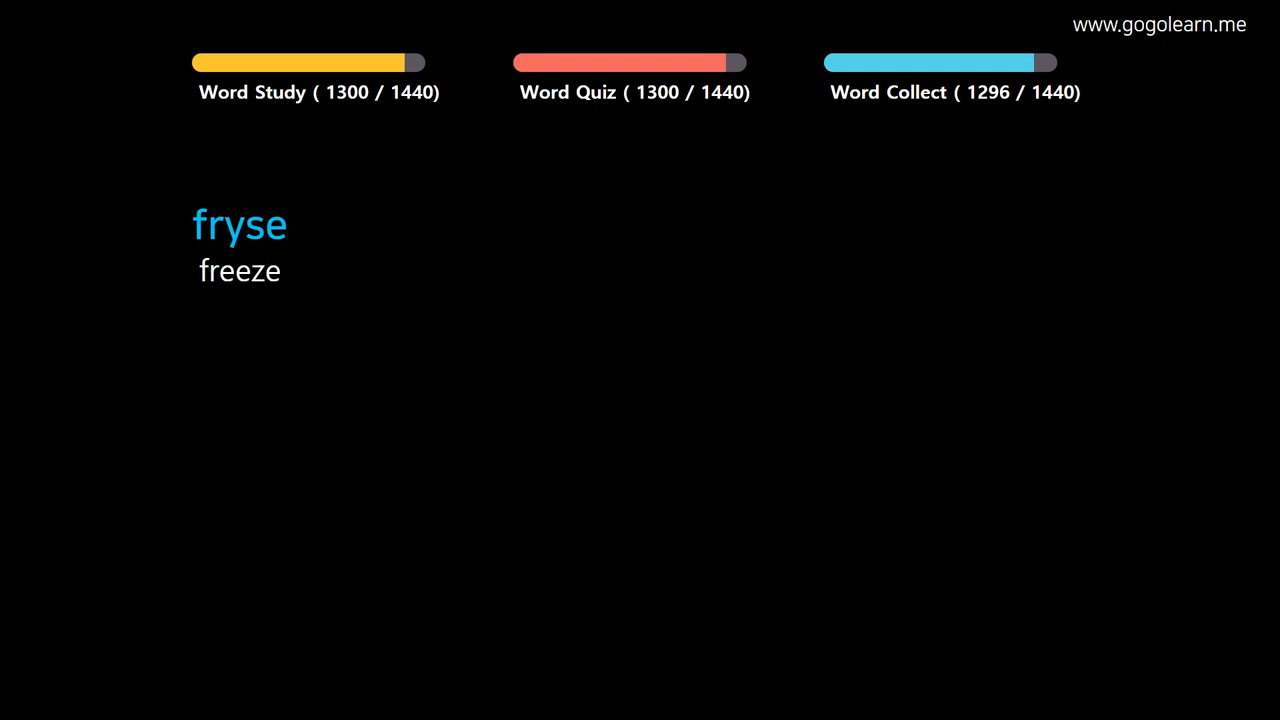 www.gogolearn.me
Word Study ( 1300 / 1440)
Word Quiz ( 1300 / 1440)
Word Collect ( 1296 / 1440)
fryse
freeze